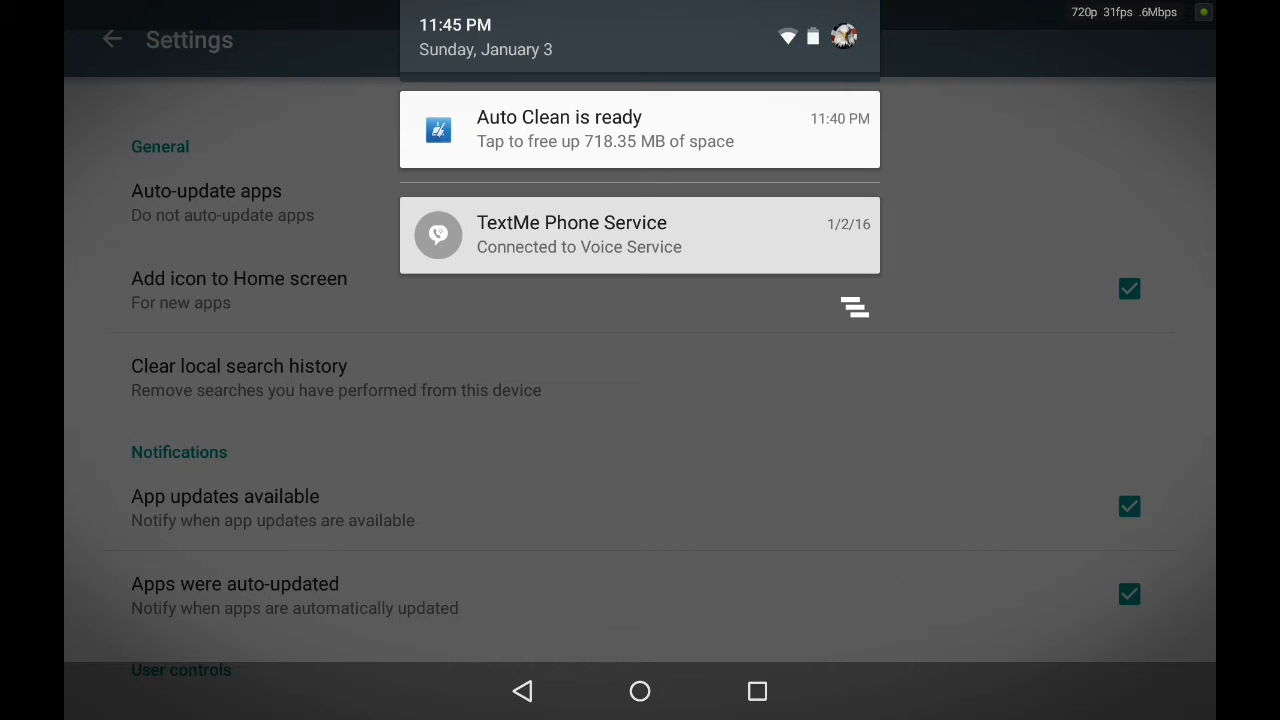 720p 31fps .6Mbps
Settings
11:45 PM
Sunday, January 3
Auto Clean is ready
11:40 PM
Tap to free up 718.35 MB of space
TextMe Phone Service
1/2/16
Connected to Voice Service
General
Auto-update apps
Do not auto-update apps
Add icon to Home screen
For new apps
Clear local search history
Remove searches you have performed from this device
Notifications
App updates available
Notify when app updates are available
Apps were auto-updated
Notify when apps are automatically updated
User controls